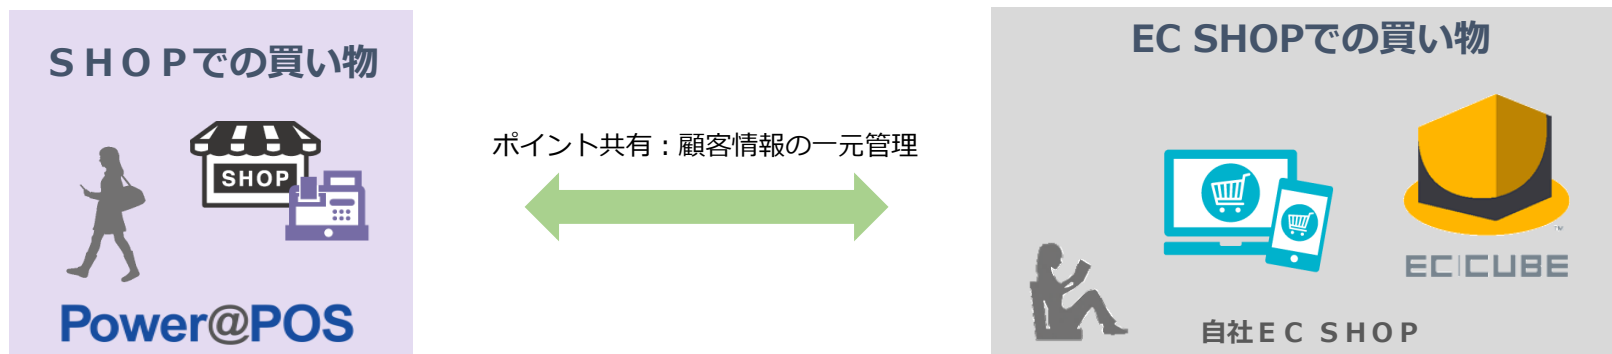 ＳＨＯＰでの買い物
SHOP
Power@POS
ポイント共有：顧客情報の一元管理
EC SHOPでの買い物
TM
EC CUBE
自社ＥＣ ＳＨＯＰ